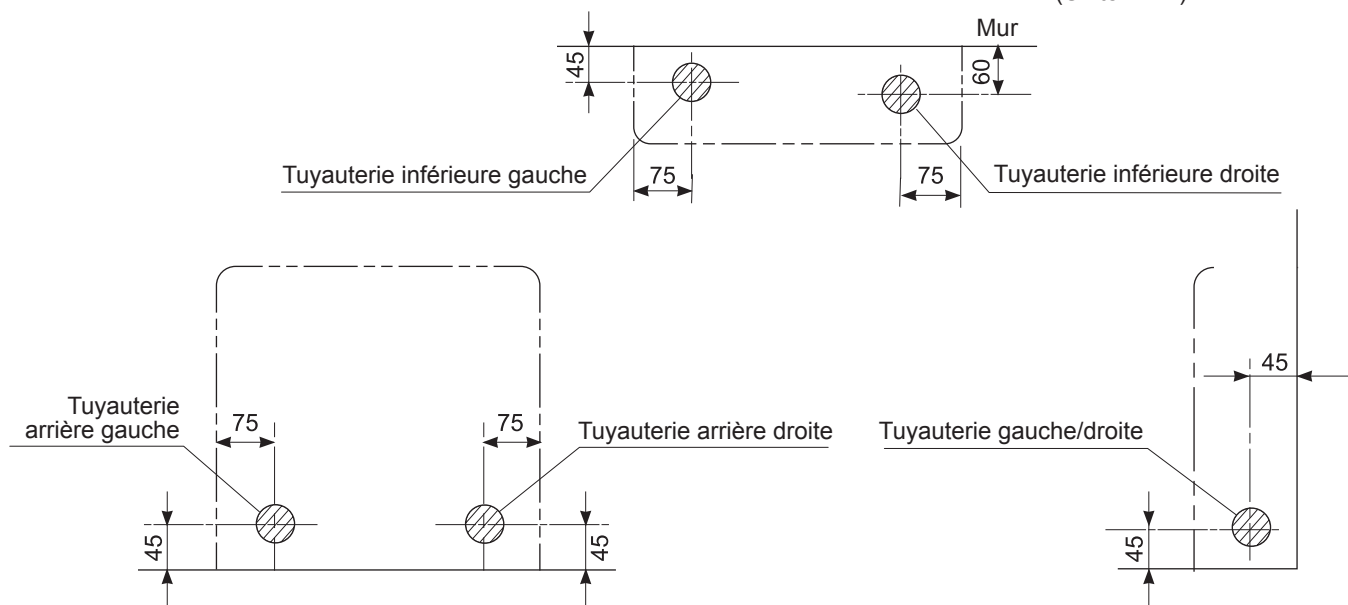 Mur
45
60
Tuyauterie inférieure gauche
75
75
Tuyauterie inférieure droite
45
Tuyauterie
arrière gauche
75
75
Tuyauterie arrière droite
Tuyauterie gauche/droite
45
45
45